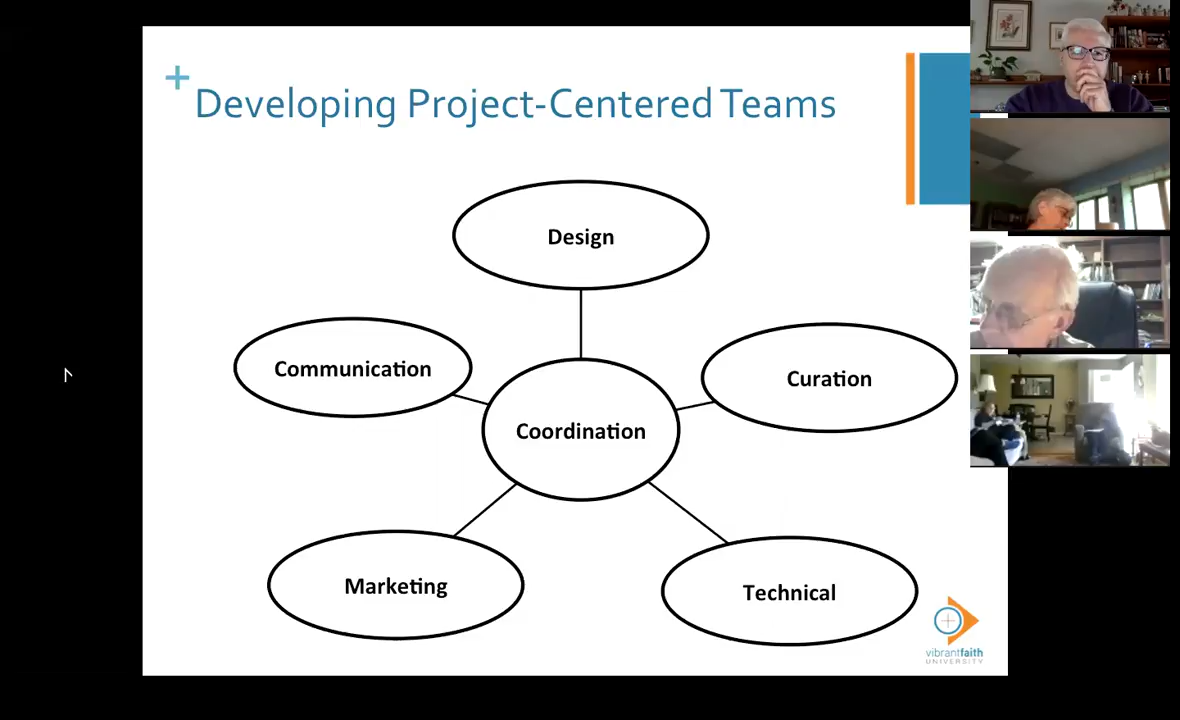 +
Developing Project-Centered Teams
Design
Communication
Curation
Coordination
Marketing
Technical
vibrantfaith
UNIVERSITY